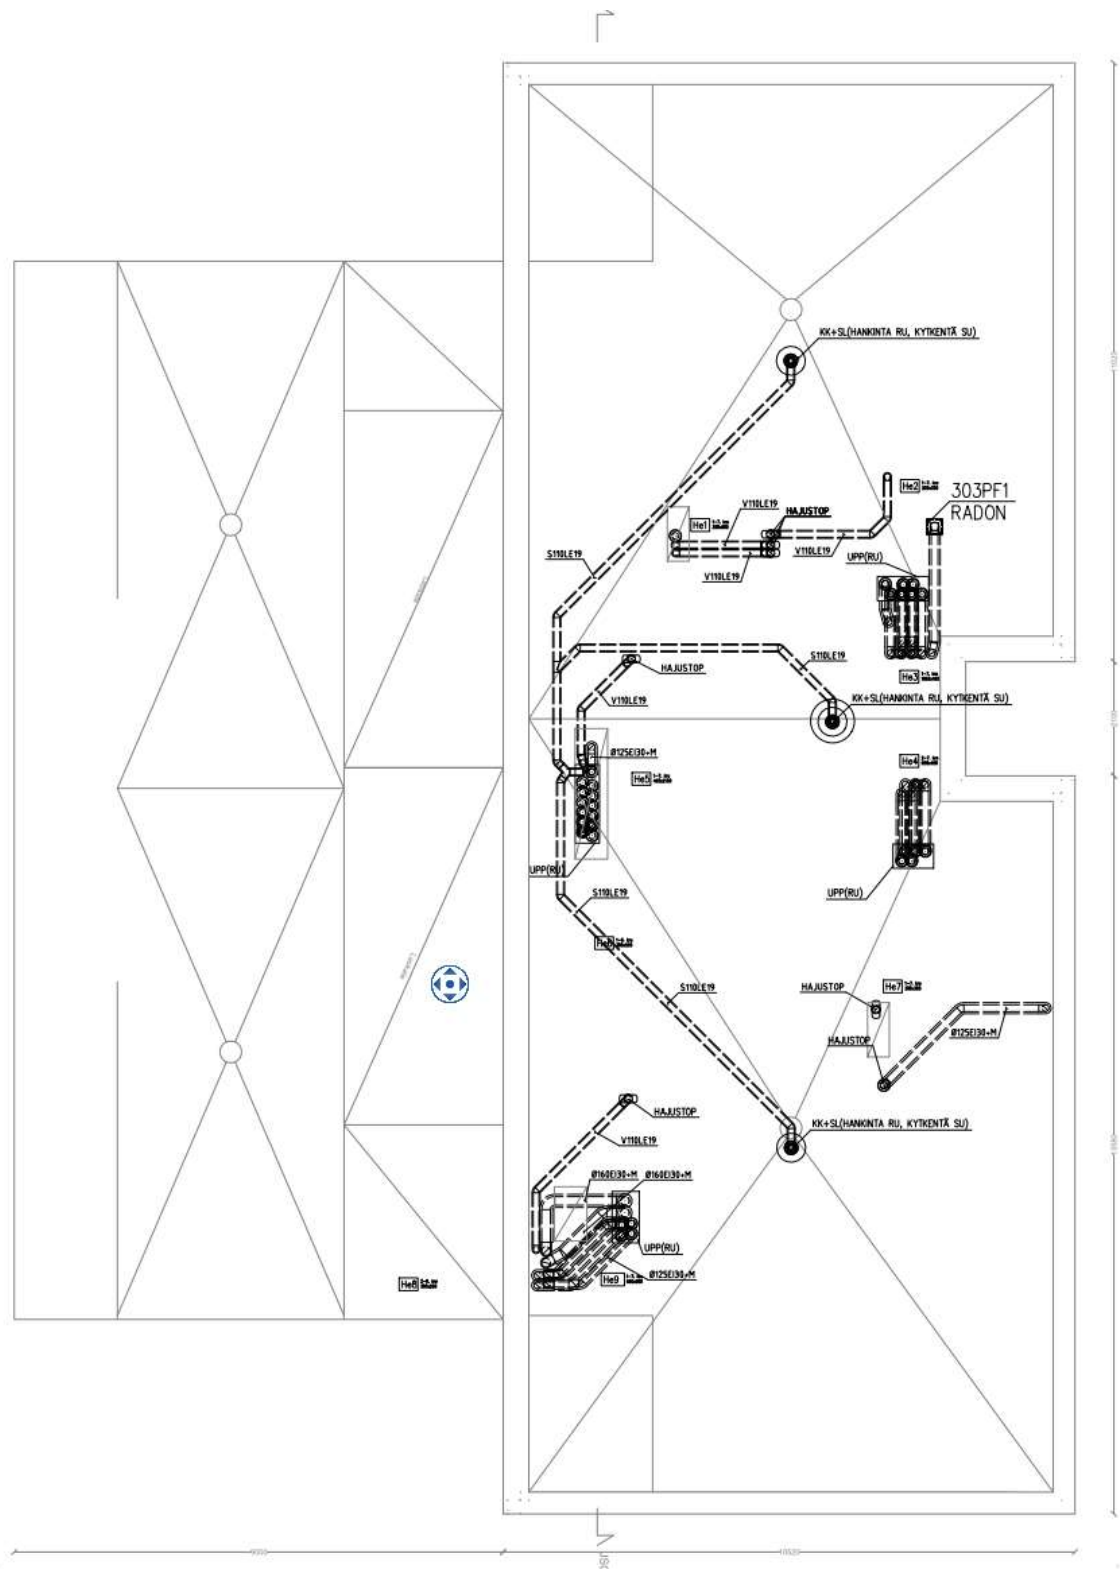 KK+SL(HANKINTA RU, KYTKENTÄ SU)
He2
303PF1
RADON
V110LE19
HAJUSTOP
He1
V110LE19
V110LE19
S110LE19
UPP(RU)
S110LE19
HAJUSTOP
He3
V110LE19
KK+SL(HANKINTA RU, KYTKENTÄ SU)
Ø125EI30+M
He5
He4
UPP(RU)
S110LE19
UPP(RU)
He6
S110LE19
HAJUSTOP
He7
HAJUSTOP
Ø125EI30+M
HAJUSTOP
KK+SL(HANKINTA RU, KYTKENTÄ SU)
V110LE19
Ø160EI30+M
Ø160EI30+M
UPP(RU)
He8
He9
Ø125EI30+M